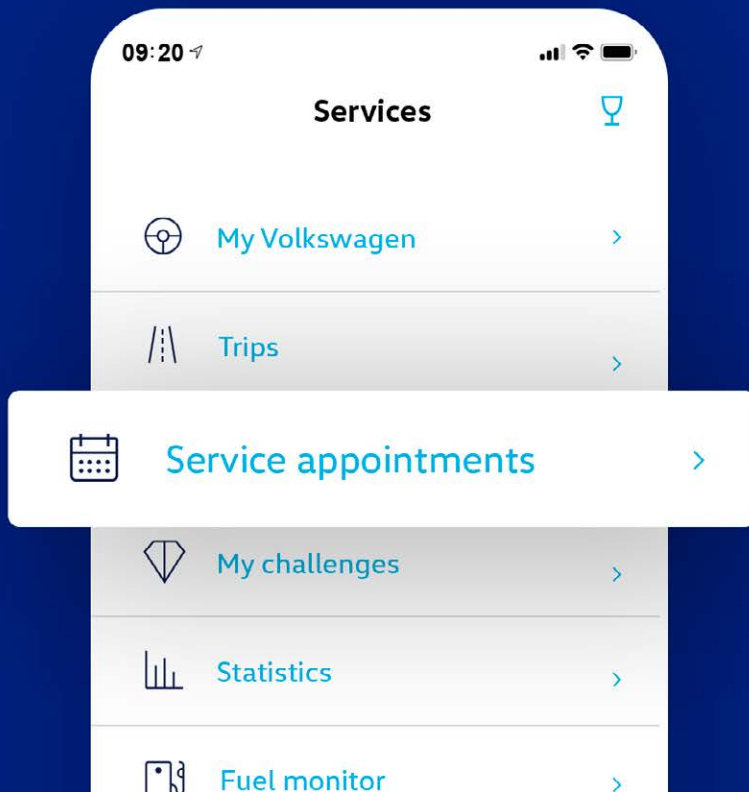 09:20
Services
My Volkswagen
Trips
Service appointments
My challenges
Statistics
Fuel monitor